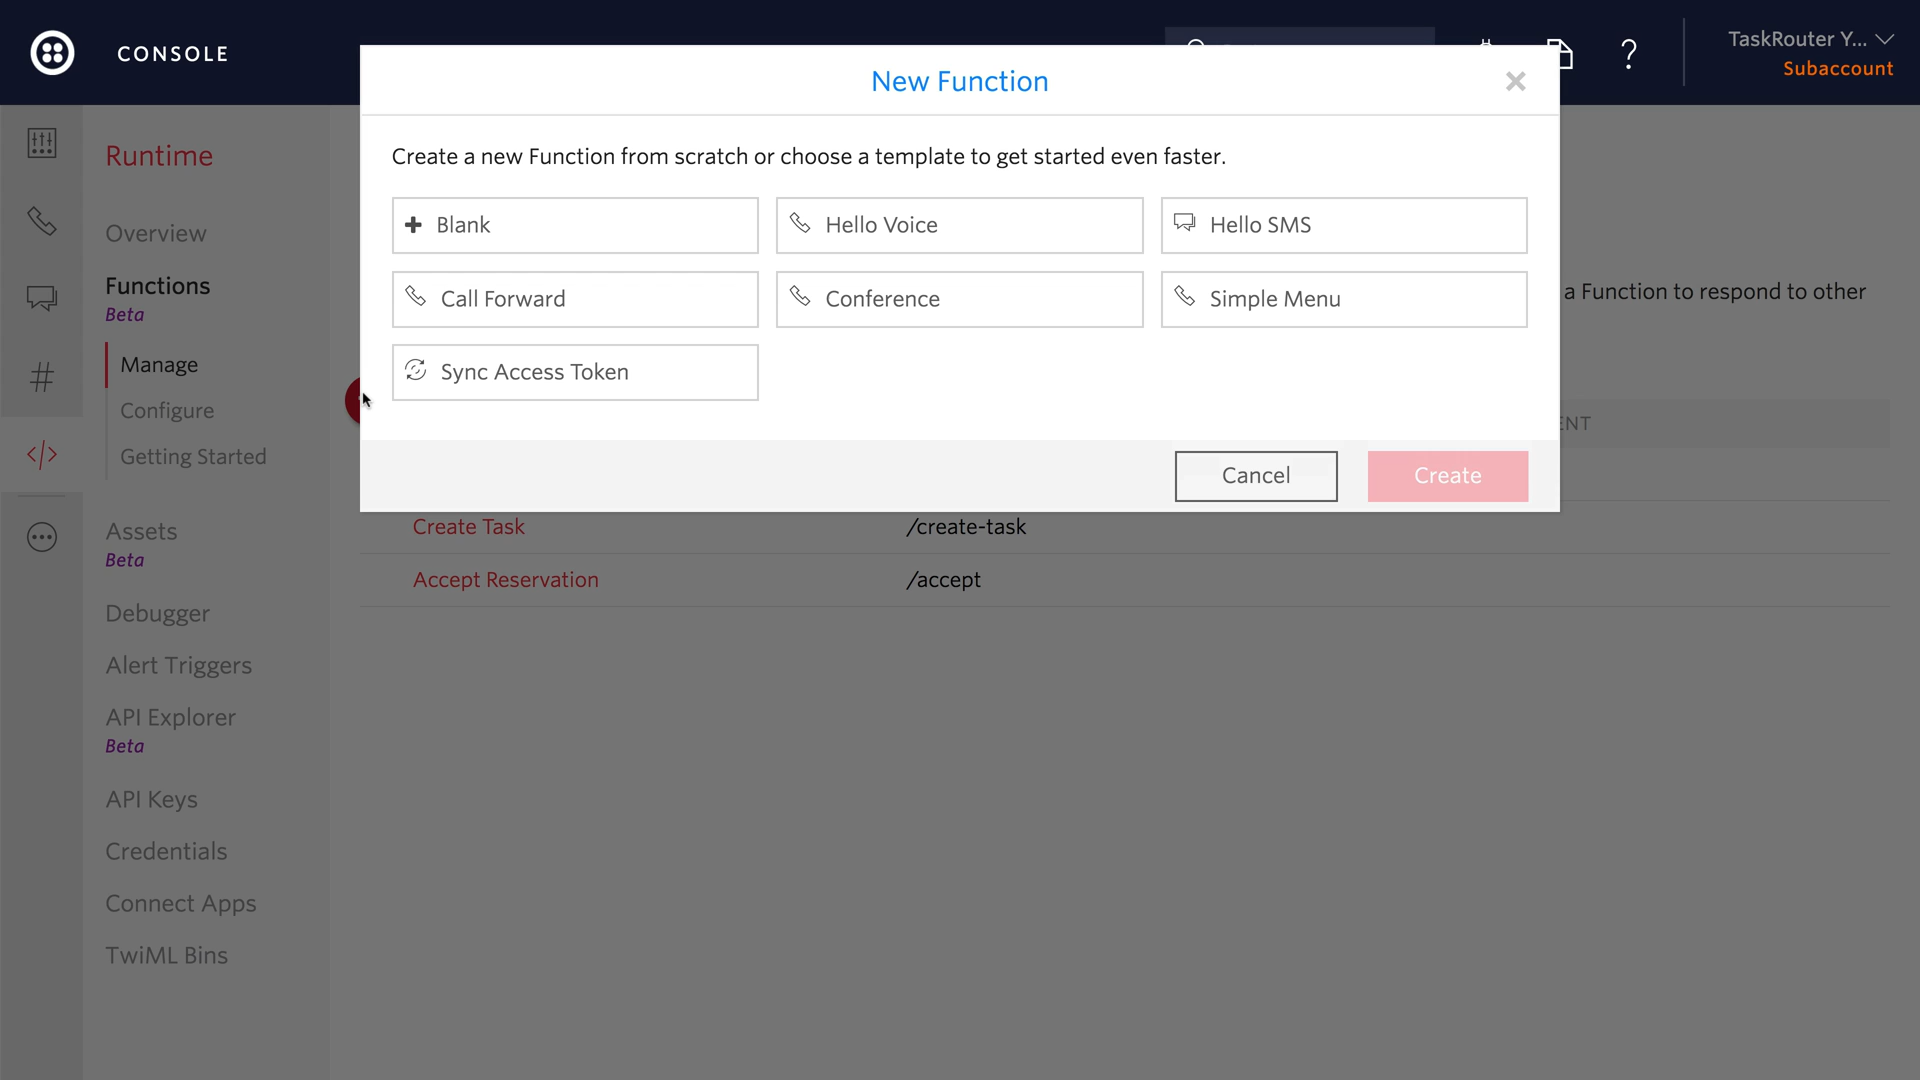 CONSOLE
TaskRouter Y...
Subaccount
New Function
Runtime
Create a new Function from scratch or choose a template to get started even faster.
Blank
Hello Voice
Hello SMS
Overview
Functions
Beta
Call Forward
Conference
Simple Menu
a Function to respond to other
Manage
Sync Access Token
Configure
ENT
Getting Started
Cancel
Create
Create Task
/create-task
Assets
Beta
Accept Reservation
/accept
Debugger
Alert Triggers
API Explorer
Beta
API Keys
Credentials
Connect Apps
TwiML Bins